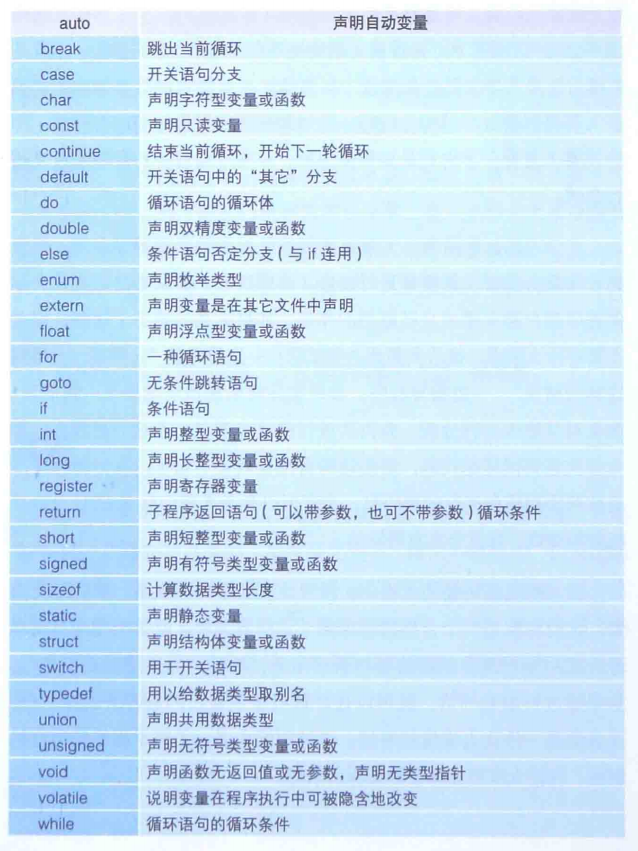 auto 声明自动变量
break 跳出当前循环
case 开关语句分支
char 声明字符型变量或函数
const 声明只读变量
continue 结束当前循环，开始下一轮循环
default 开关语句中的“其它”分支
do 循环语句的循环体
double 声明双精度变量或函数
else 条件语句否定分支（与 if 连用）
enum 声明枚举类型
extern 声明变量是在其它文件中声明
float 声明浮点型变量或函数
for 一种循环语句
goto 无条件跳转语句
if 条件语句
int 声明整型变量或函数
long 声明长整型变量或函数
register 声明寄存器变量
return 子程序返回语句（可以带参数，也可不带参数）循环条件
short 声明短整型变量或函数
signed 声明有符号类型变量或函数
sizeof 计算数据类型长度
static 声明静态变量
struct 声明结构体变量或函数
switch 用于开关语句
typedef 用以给数据类型取别名
union 声明共用数据类型
unsigned 声明无符号类型变量或函数
void 声明函数无返回值或无参数，声明无类型指针
volatile 说明变量在程序执行中可被隐含地改变
while 循环语句的循环条件